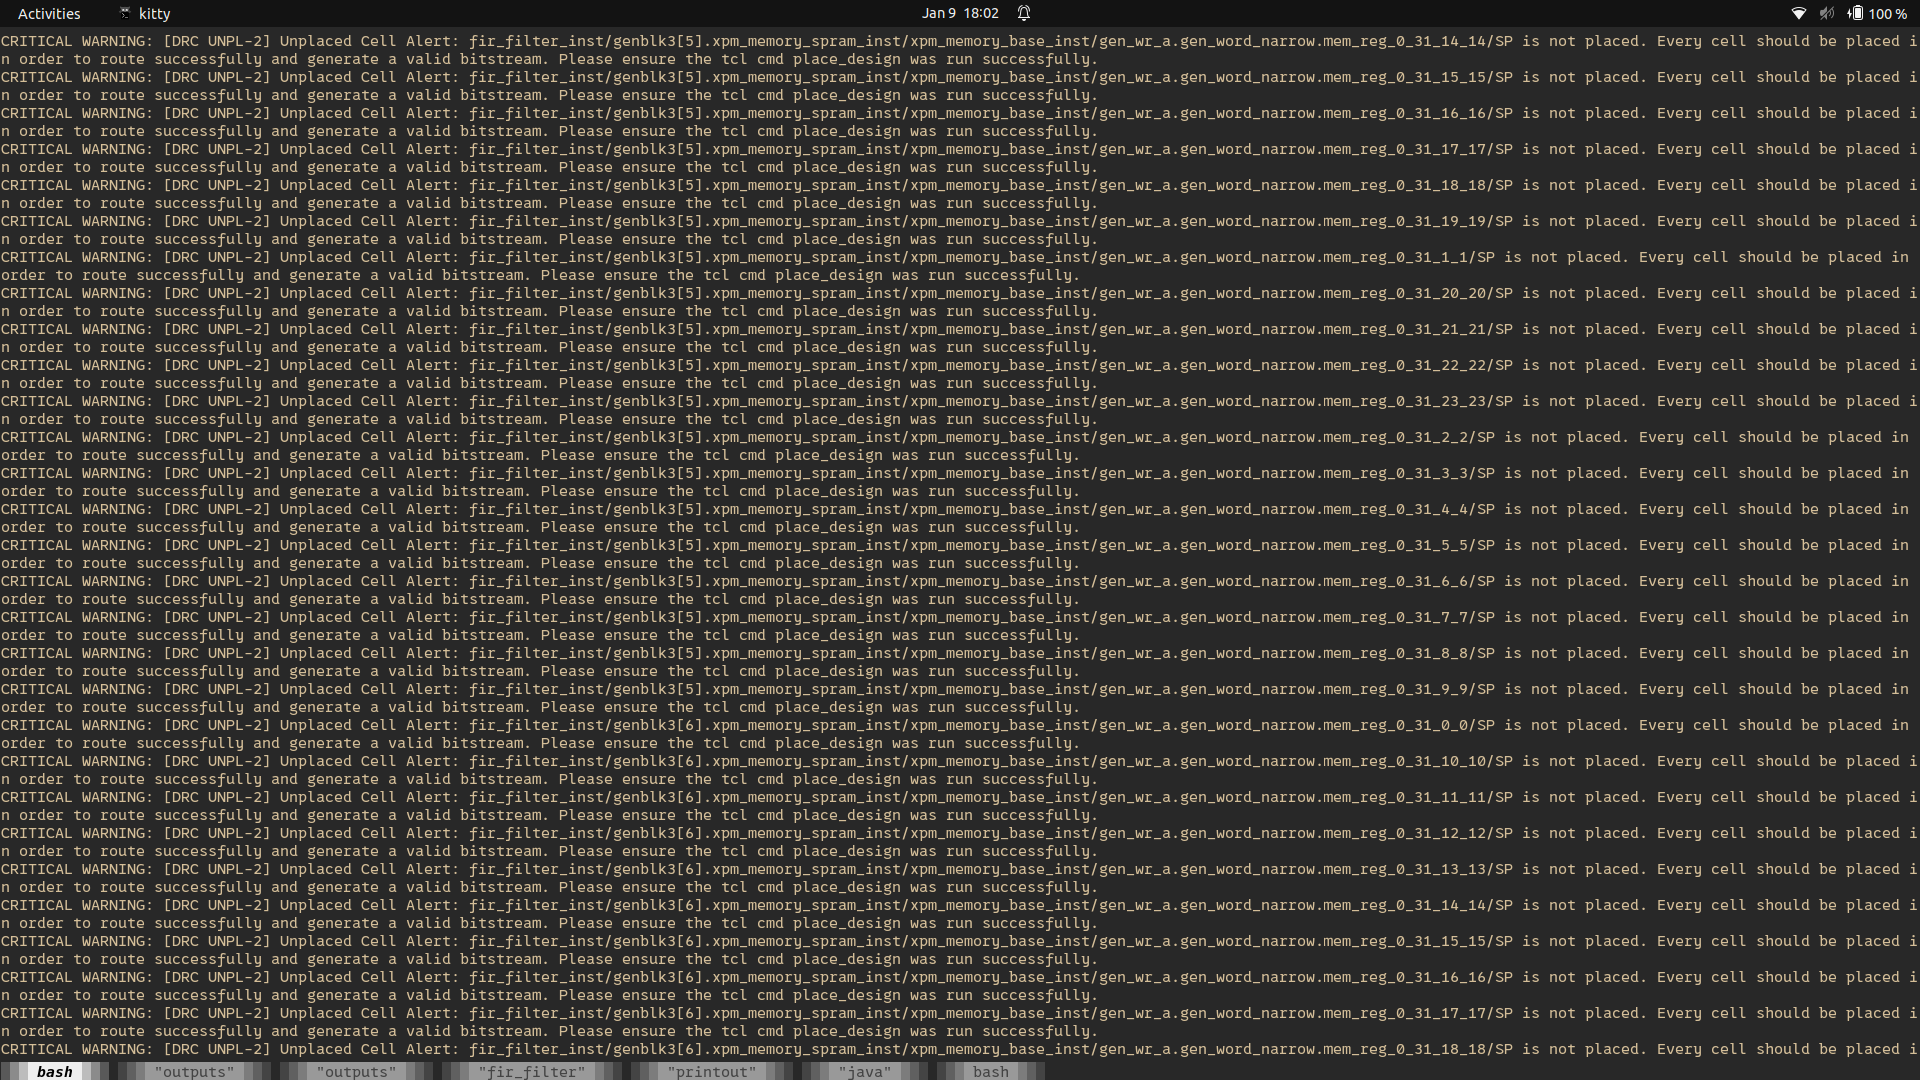 Activities kitty Jan 9 18:02 100 %
CRITICAL WARNING: [DRC UNPL-2] Unplaced Cell Alert: fir_filter_inst/genblk3[5].xpm_memory_spram_inst/xpm_memory_base_inst/gen_wr_a.gen_word_narrow.mem_reg_0_31_14_14/SP is not placed. Every cell should be placed i
n order to route successfully and generate a valid bitstream. Please ensure the tcl cmd place_design was run successfully.
CRITICAL WARNING: [DRC UNPL-2] Unplaced Cell Alert: fir_filter_inst/genblk3[5].xpm_memory_spram_inst/xpm_memory_base_inst/gen_wr_a.gen_word_narrow.mem_reg_0_31_15_15/SP is not placed. Every cell should be placed i
n order to route successfully and generate a valid bitstream. Please ensure the tcl cmd place_design was run successfully.
CRITICAL WARNING: [DRC UNPL-2] Unplaced Cell Alert: fir_filter_inst/genblk3[5].xpm_memory_spram_inst/xpm_memory_base_inst/gen_wr_a.gen_word_narrow.mem_reg_0_31_16_16/SP is not placed. Every cell should be placed i
n order to route successfully and generate a valid bitstream. Please ensure the tcl cmd place_design was run successfully.
CRITICAL WARNING: [DRC UNPL-2] Unplaced Cell Alert: fir_filter_inst/genblk3[5].xpm_memory_spram_inst/xpm_memory_base_inst/gen_wr_a.gen_word_narrow.mem_reg_0_31_17_17/SP is not placed. Every cell should be placed i
n order to route successfully and generate a valid bitstream. Please ensure the tcl cmd place_design was run successfully.
CRITICAL WARNING: [DRC UNPL-2] Unplaced Cell Alert: fir_filter_inst/genblk3[5].xpm_memory_spram_inst/xpm_memory_base_inst/gen_wr_a.gen_word_narrow.mem_reg_0_31_18_18/SP is not placed. Every cell should be placed i
n order to route successfully and generate a valid bitstream. Please ensure the tcl cmd place_design was run successfully.
CRITICAL WARNING: [DRC UNPL-2] Unplaced Cell Alert: fir_filter_inst/genblk3[5].xpm_memory_spram_inst/xpm_memory_base_inst/gen_wr_a.gen_word_narrow.mem_reg_0_31_19_19/SP is not placed. Every cell should be placed i
n order to route successfully and generate a valid bitstream. Please ensure the tcl cmd place_design was run successfully.
CRITICAL WARNING: [DRC UNPL-2] Unplaced Cell Alert: fir_filter_inst/genblk3[5].xpm_memory_spram_inst/xpm_memory_base_inst/gen_wr_a.gen_word_narrow.mem_reg_0_31_1_1/SP is not placed. Every cell should be placed in
order to route successfully and generate a valid bitstream. Please ensure the tcl cmd place_design was run successfully.
CRITICAL WARNING: [DRC UNPL-2] Unplaced Cell Alert: fir_filter_inst/genblk3[5].xpm_memory_spram_inst/xpm_memory_base_inst/gen_wr_a.gen_word_narrow.mem_reg_0_31_20_20/SP is not placed. Every cell should be placed i
n order to route successfully and generate a valid bitstream. Please ensure the tcl cmd place_design was run successfully.
CRITICAL WARNING: [DRC UNPL-2] Unplaced Cell Alert: fir_filter_inst/genblk3[5].xpm_memory_spram_inst/xpm_memory_base_inst/gen_wr_a.gen_word_narrow.mem_reg_0_31_21_21/SP is not placed. Every cell should be placed i
n order to route successfully and generate a valid bitstream. Please ensure the tcl cmd place_design was run successfully.
CRITICAL WARNING: [DRC UNPL-2] Unplaced Cell Alert: fir_filter_inst/genblk3[5].xpm_memory_spram_inst/xpm_memory_base_inst/gen_wr_a.gen_word_narrow.mem_reg_0_31_22_22/SP is not placed. Every cell should be placed i
n order to route successfully and generate a valid bitstream. Please ensure the tcl cmd place_design was run successfully.
CRITICAL WARNING: [DRC UNPL-2] Unplaced Cell Alert: fir_filter_inst/genblk3[5].xpm_memory_spram_inst/xpm_memory_base_inst/gen_wr_a.gen_word_narrow.mem_reg_0_31_23_23/SP is not placed. Every cell should be placed i
n order to route successfully and generate a valid bitstream. Please ensure the tcl cmd place_design was run successfully.
CRITICAL WARNING: [DRC UNPL-2] Unplaced Cell Alert: fir_filter_inst/genblk3[5].xpm_memory_spram_inst/xpm_memory_base_inst/gen_wr_a.gen_word_narrow.mem_reg_0_31_2_2/SP is not placed. Every cell should be placed in
order to route successfully and generate a valid bitstream. Please ensure the tcl cmd place_design was run successfully.
CRITICAL WARNING: [DRC UNPL-2] Unplaced Cell Alert: fir_filter_inst/genblk3[5].xpm_memory_spram_inst/xpm_memory_base_inst/gen_wr_a.gen_word_narrow.mem_reg_0_31_3_3/SP is not placed. Every cell should be placed in
order to route successfully and generate a valid bitstream. Please ensure the tcl cmd place_design was run successfully.
CRITICAL WARNING: [DRC UNPL-2] Unplaced Cell Alert: fir_filter_inst/genblk3[5].xpm_memory_spram_inst/xpm_memory_base_inst/gen_wr_a.gen_word_narrow.mem_reg_0_31_4_4/SP is not placed. Every cell should be placed in
order to route successfully and generate a valid bitstream. Please ensure the tcl cmd place_design was run successfully.
CRITICAL WARNING: [DRC UNPL-2] Unplaced Cell Alert: fir_filter_inst/genblk3[5].xpm_memory_spram_inst/xpm_memory_base_inst/gen_wr_a.gen_word_narrow.mem_reg_0_31_5_5/SP is not placed. Every cell should be placed in
order to route successfully and generate a valid bitstream. Please ensure the tcl cmd place_design was run successfully.
CRITICAL WARNING: [DRC UNPL-2] Unplaced Cell Alert: fir_filter_inst/genblk3[5].xpm_memory_spram_inst/xpm_memory_base_inst/gen_wr_a.gen_word_narrow.mem_reg_0_31_6_6/SP is not placed. Every cell should be placed in
order to route successfully and generate a valid bitstream. Please ensure the tcl cmd place_design was run successfully.
CRITICAL WARNING: [DRC UNPL-2] Unplaced Cell Alert: fir_filter_inst/genblk3[5].xpm_memory_spram_inst/xpm_memory_base_inst/gen_wr_a.gen_word_narrow.mem_reg_0_31_7_7/SP is not placed. Every cell should be placed in
order to route successfully and generate a valid bitstream. Please ensure the tcl cmd place_design was run successfully.
CRITICAL WARNING: [DRC UNPL-2] Unplaced Cell Alert: fir_filter_inst/genblk3[5].xpm_memory_spram_inst/xpm_memory_base_inst/gen_wr_a.gen_word_narrow.mem_reg_0_31_8_8/SP is not placed. Every cell should be placed in
order to route successfully and generate a valid bitstream. Please ensure the tcl cmd place_design was run successfully.
CRITICAL WARNING: [DRC UNPL-2] Unplaced Cell Alert: fir_filter_inst/genblk3[5].xpm_memory_spram_inst/xpm_memory_base_inst/gen_wr_a.gen_word_narrow.mem_reg_0_31_9_9/SP is not placed. Every cell should be placed in
order to route successfully and generate a valid bitstream. Please ensure the tcl cmd place_design was run successfully.
CRITICAL WARNING: [DRC UNPL-2] Unplaced Cell Alert: fir_filter_inst/genblk3[6].xpm_memory_spram_inst/xpm_memory_base_inst/gen_wr_a.gen_word_narrow.mem_reg_0_31_0_0/SP is not placed. Every cell should be placed in
order to route successfully and generate a valid bitstream. Please ensure the tcl cmd place_design was run successfully.
CRITICAL WARNING: [DRC UNPL-2] Unplaced Cell Alert: fir_filter_inst/genblk3[6].xpm_memory_spram_inst/xpm_memory_base_inst/gen_wr_a.gen_word_narrow.mem_reg_0_31_10_10/SP is not placed. Every cell should be placed i
n order to route successfully and generate a valid bitstream. Please ensure the tcl cmd place_design was run successfully.
CRITICAL WARNING: [DRC UNPL-2] Unplaced Cell Alert: fir_filter_inst/genblk3[6].xpm_memory_spram_inst/xpm_memory_base_inst/gen_wr_a.gen_word_narrow.mem_reg_0_31_11_11/SP is not placed. Every cell should be placed i
n order to route successfully and generate a valid bitstream. Please ensure the tcl cmd place_design was run successfully.
CRITICAL WARNING: [DRC UNPL-2] Unplaced Cell Alert: fir_filter_inst/genblk3[6].xpm_memory_spram_inst/xpm_memory_base_inst/gen_wr_a.gen_word_narrow.mem_reg_0_31_12_12/SP is not placed. Every cell should be placed i
n order to route successfully and generate a valid bitstream. Please ensure the tcl cmd place_design was run successfully.
CRITICAL WARNING: [DRC UNPL-2] Unplaced Cell Alert: fir_filter_inst/genblk3[6].xpm_memory_spram_inst/xpm_memory_base_inst/gen_wr_a.gen_word_narrow.mem_reg_0_31_13_13/SP is not placed. Every cell should be placed i
n order to route successfully and generate a valid bitstream. Please ensure the tcl cmd place_design was run successfully.
CRITICAL WARNING: [DRC UNPL-2] Unplaced Cell Alert: fir_filter_inst/genblk3[6].xpm_memory_spram_inst/xpm_memory_base_inst/gen_wr_a.gen_word_narrow.mem_reg_0_31_14_14/SP is not placed. Every cell should be placed i
n order to route successfully and generate a valid bitstream. Please ensure the tcl cmd place_design was run successfully.
CRITICAL WARNING: [DRC UNPL-2] Unplaced Cell Alert: fir_filter_inst/genblk3[6].xpm_memory_spram_inst/xpm_memory_base_inst/gen_wr_a.gen_word_narrow.mem_reg_0_31_15_15/SP is not placed. Every cell should be placed i
n order to route successfully and generate a valid bitstream. Please ensure the tcl cmd place_design was run successfully.
CRITICAL WARNING: [DRC UNPL-2] Unplaced Cell Alert: fir_filter_inst/genblk3[6].xpm_memory_spram_inst/xpm_memory_base_inst/gen_wr_a.gen_word_narrow.mem_reg_0_31_16_16/SP is not placed. Every cell should be placed i
n order to route successfully and generate a valid bitstream. Please ensure the tcl cmd place_design was run successfully.
CRITICAL WARNING: [DRC UNPL-2] Unplaced Cell Alert: fir_filter_inst/genblk3[6].xpm_memory_spram_inst/xpm_memory_base_inst/gen_wr_a.gen_word_narrow.mem_reg_0_31_17_17/SP is not placed. Every cell should be placed i
n order to route successfully and generate a valid bitstream. Please ensure the tcl cmd place_design was run successfully.
CRITICAL WARNING: [DRC UNPL-2] Unplaced Cell Alert: fir_filter_inst/genblk3[6].xpm_memory_spram_inst/xpm_memory_base_inst/gen_wr_a.gen_word_narrow.mem_reg_0_31_18_18/SP is not placed. Every cell should be placed i
bash "outputs" "outputs" "fir_filter" "printout" "java" bash